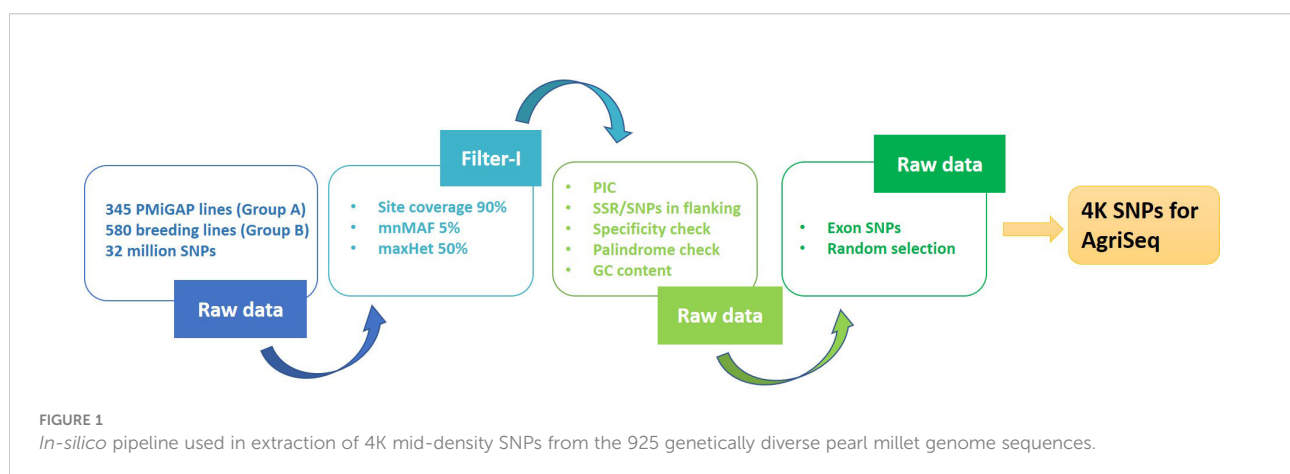 345 PMiGAP lines (Group A)
580 breeding lines (Group B)
32 million SNPs
Raw data
Filter-I
• Site coverage 90%
• mnMAF 5%
• maxHet 50%
• PIC
• SSR/SNPs in flanking
• Specificity check
• Palindrome check
• GC content
Raw data
Raw data
• Exon SNPs
• Random selection
4K SNPs for
AgriSeq
FIGURE 1
In-silico pipeline used in extraction of 4K mid-density SNPs from the 925 genetically diverse pearl millet genome sequences.